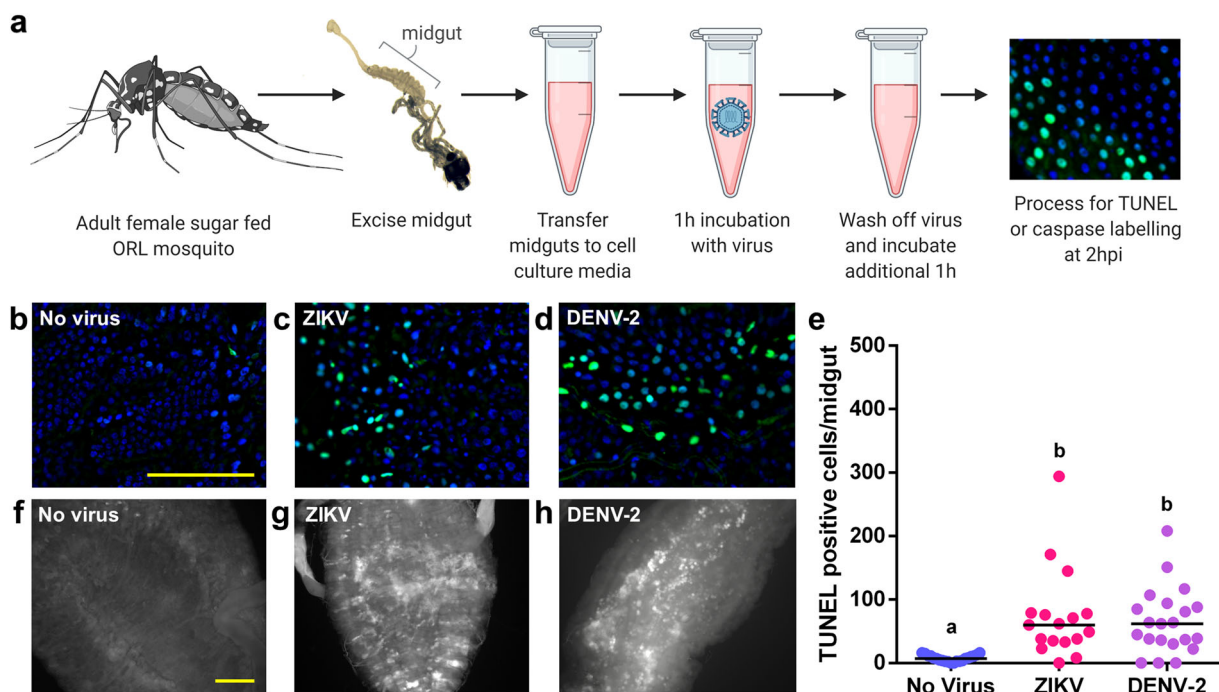 a
midgut
Adult female sugar fed
ORL mosquito
Excise midgut
Transfer
midguts to cell
culture media
1h incubation
with virus
Wash off virus
and incubate
additional 1h
Process for TUNEL
or caspase labelling
at 2hpi
b No virus
c ZIKV
d DENV-2
f No virus
g ZIKV
h DENV-2
e
TUNEL positive cells/midgut
500
400
300
200
100
0
a
b
b
No Virus ZIKV DENV-2